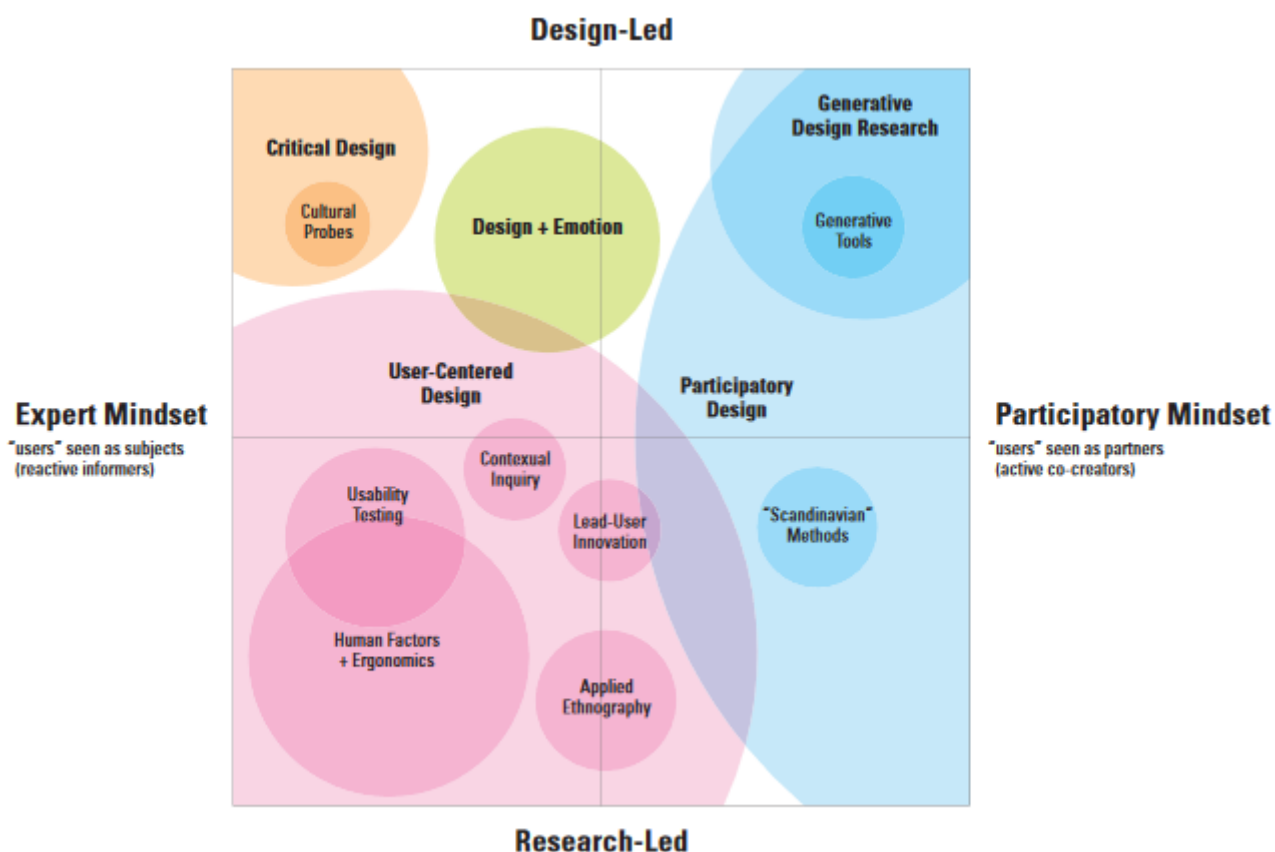 Design-Led
Generative
Design Research
Critical Design
Cultural
Probes
Design + Emotion
Generative
Tools
User-Centered
Design
Participatory
Design
Expert Mindset
"users" seen as subjects
(reactive informers)
Participatory Mindset
"users" seen as partners
(active co-creators)
Contexual
Inquiry
Usability
Testing
Lead-User
Innovation
"Scandinavian"
Methods
Human Factors
+ Ergonomics
Applied
Ethnography
Research-Led